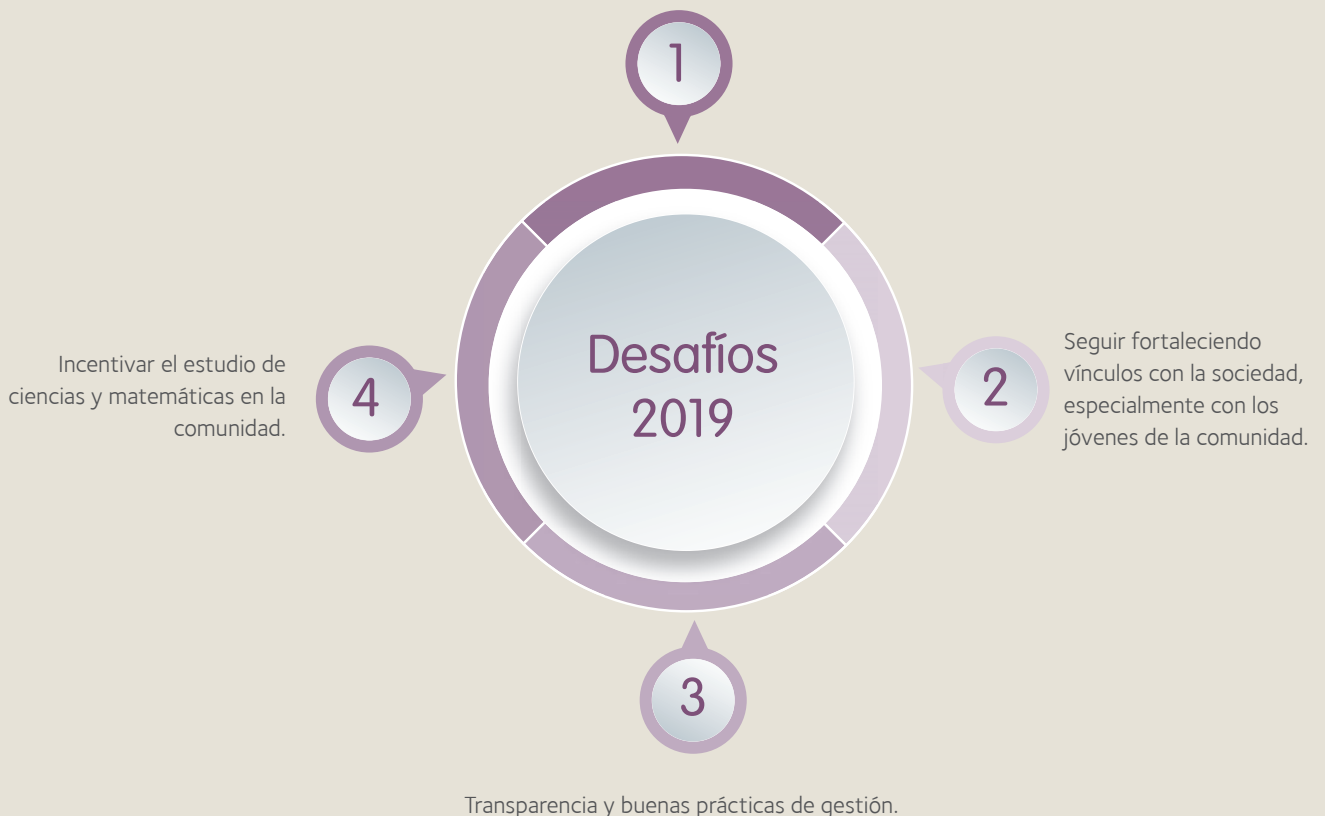 1
Desafíos
2019
2
Seguir fortaleciendo
vínculos con la sociedad,
especialmente con los
jóvenes de la comunidad.
3
Transparencia y buenas prácticas de gestión.
4
Incentivar el estudio de
ciencias y matemáticas en la
comunidad.